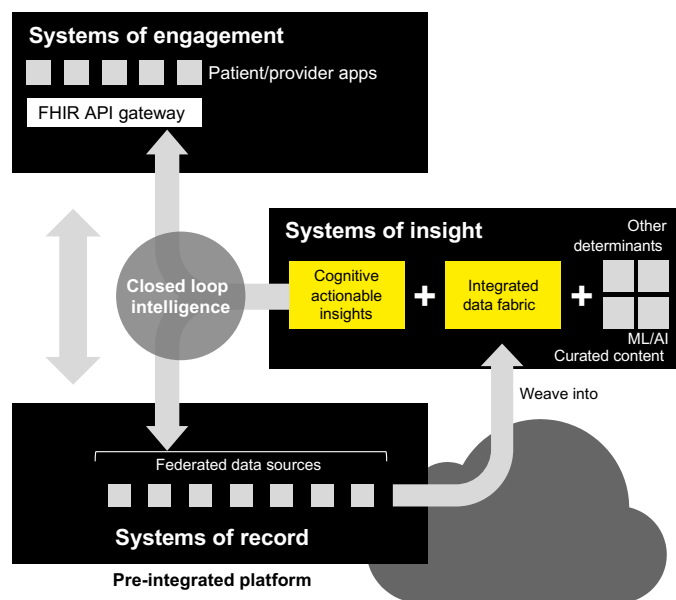 Systems of engagement
Patient/provider apps
FHIR API gateway
Closed loop
intelligence
Systems of insight
Other
determinants
Cognitive
actionable
insights
+
Integrated
data fabric
+
ML/AI
Curated content
Weave into
Federated data sources
Systems of record
Pre-integrated platform